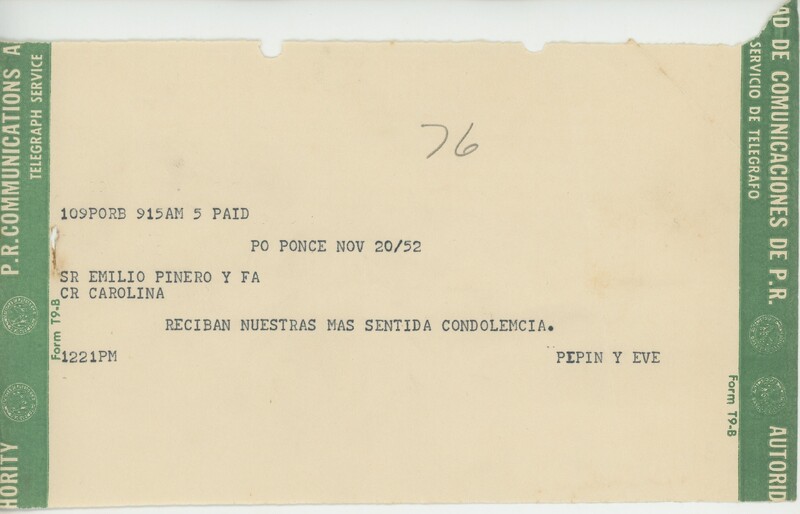 P.R. COMMUNICATIONS A
TELEGRAPH SERVICE
HORITY
Form T9-B
76
109PORB 915AM 5 PAID
PO PONCE NOV 20/52
SR EMILIO PINERO Y FA
CR CAROLINA
RECIBAN NUESTRAS MAS SENTIDA CONDOLEMCIA.
1221PM PEPIN Y EVE
AD DE COMUNICACIONES DE P.R.
SERVICIO DE TELEGRAFO
AUTORID
Form T9-B